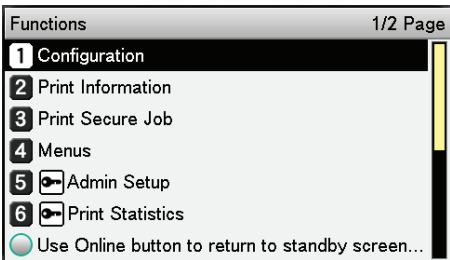 Functions 1/2 Page
1 Configuration
2 Print Information
3 Print Secure Job
4 Menus
5 Admin Setup
6 Print Statistics
Use Online button to return to standby screen...